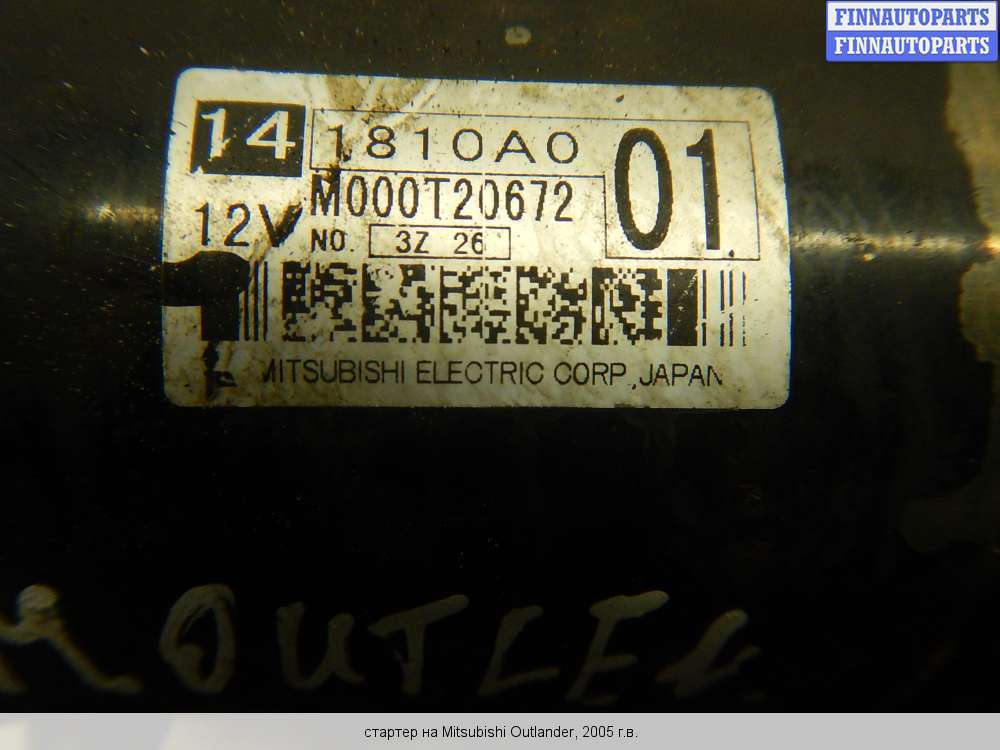 FINNAUTOPARTS
FINNAUTOPARTS
14 1810A0 01
M000T20672
12V NO. 3Z 26
MITSUBISHI ELECTRIC CORP. JAPAN
стартер на Mitsubishi Outlander, 2005 г.в.